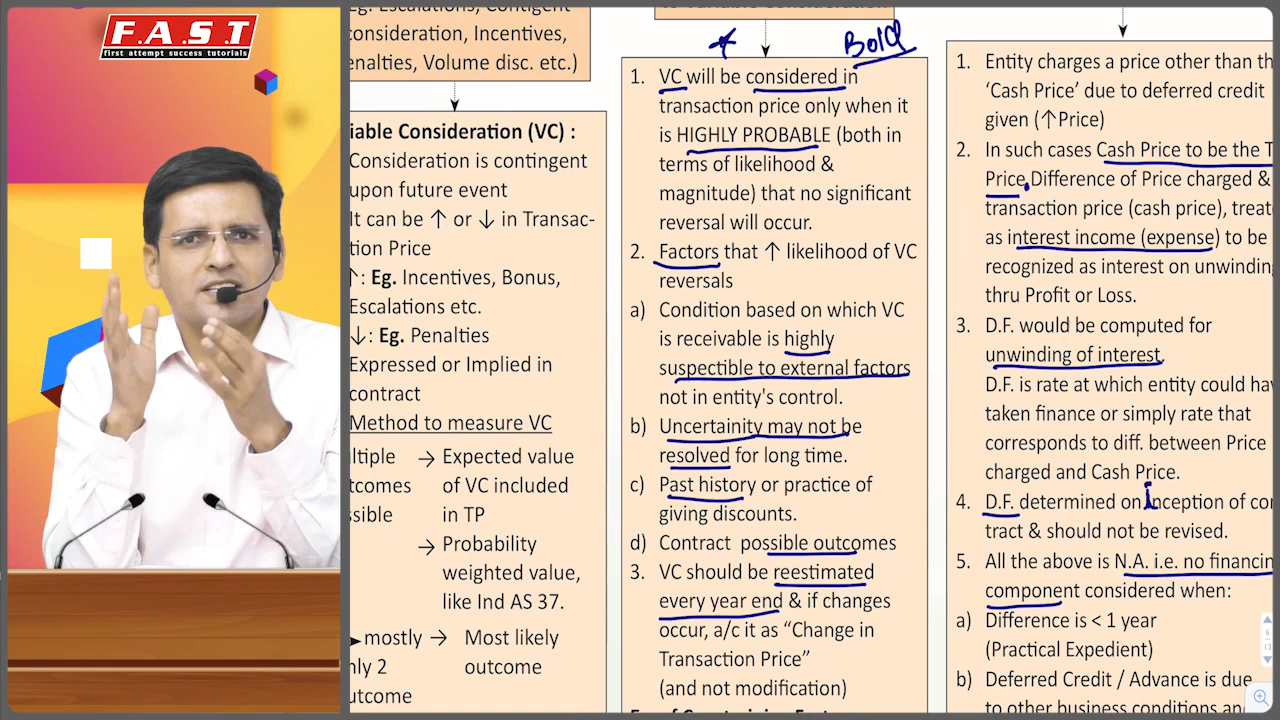 F.A.S.T
first attempt success tutorials
Eg. Escalations, Contigent
consideration, Incentives,
enalties, Volume disc. etc.)
iable Consideration (VC) :
Consideration is contingent
upon future event
It can be ↑ or ↓ in Transac-
tion Price
↑: Eg. Incentives, Bonus,
Escalations etc.
↓: Eg. Penalties
Expressed or Implied in
contract
Method to measure VC
ltiple → Expected value
tcomes of VC included
ssible in TP
→ Probability
weighted value,
like Ind AS 37.
mostly → Most likely
nly 2 outcome
utcome
Bold
1. VC will be considered in
transaction price only when it
is HIGHLY PROBABLE (both in
terms of likelihood &
magnitude) that no significant
reversal will occur.
2. Factors that ↑ likelihood of VC
reversals
a) Condition based on which VC
is receivable is highly
suspectible to external factors
not in entity's control.
b) Uncertainity may not be
resolved for long time.
c) Past history or practice of
giving discounts.
d) Contract possible outcomes
3. VC should be reestimated
every year end & if changes
occur, a/c it as “Change in
Transaction Price”
(and not modification)
1. Entity charges a price other than th
‘Cash Price’ due to deferred credit
given (↑Price)
2. In such cases Cash Price to be the T
Price. Difference of Price charged &
transaction price (cash price), treat
as interest income (expense) to be
recognized as interest on unwindin
thru Profit or Loss.
3. D.F. would be computed for
unwinding of interest.
D.F. is rate at which entity could hav
taken finance or simply rate that
corresponds to diff. between Price
charged and Cash Price.
4. D.F. determined on inception of con
tract & should not be revised.
5. All the above is N.A. i.e. no financin
component considered when:
a) Difference is < 1 year
(Practical Expedient)
b) Deferred Credit / Advance is due
to other business conditions an
6
13